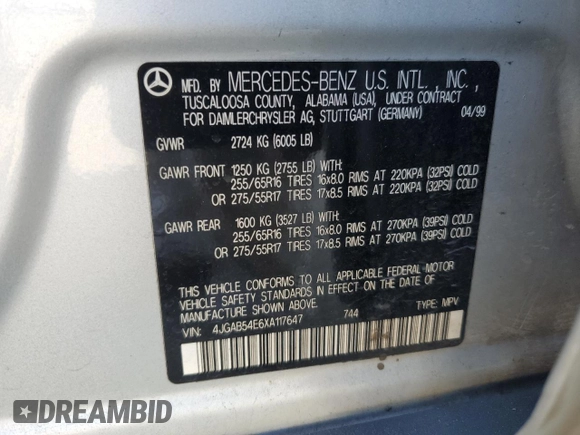 MFD. BY MERCEDES-BENZ U.S. INTL., INC.,
TUSCALOOSA COUNTY, ALABAMA (USA), UNDER CONTRACT
FOR DAIMLERCHRYSLER AG, STUTTGART (GERMANY) 04/99
GVWR 2724 KG (6005 LB)
GAWR FRONT 1250 KG (2755 LB) WITH:
255/65R16 TIRES 16x8.0 RIMS AT 220KPA (32PSI) COLD
OR 275/55R17 TIRES 17x8.5 RIMS AT 220KPA (32PSI) COLD
GAWR REAR 1600 KG (3527 LB) WITH:
255/65R16 TIRES 16x8.0 RIMS AT 270KPA (39PSI) COLD
OR 275/55R17 TIRES 17x8.5 RIMS AT 270KPA (39PSI) COLD
THIS VEHICLE CONFORMS TO ALL APPLICABLE FEDERAL MOTOR
VEHICLE SAFETY STANDARDS IN EFFECT ON THE DATE OF
MANUFACTURE SHOWN ABOVE.
VIN: 4JGAB54E6XA117647 744 TYPE: MPV
DREAMBID